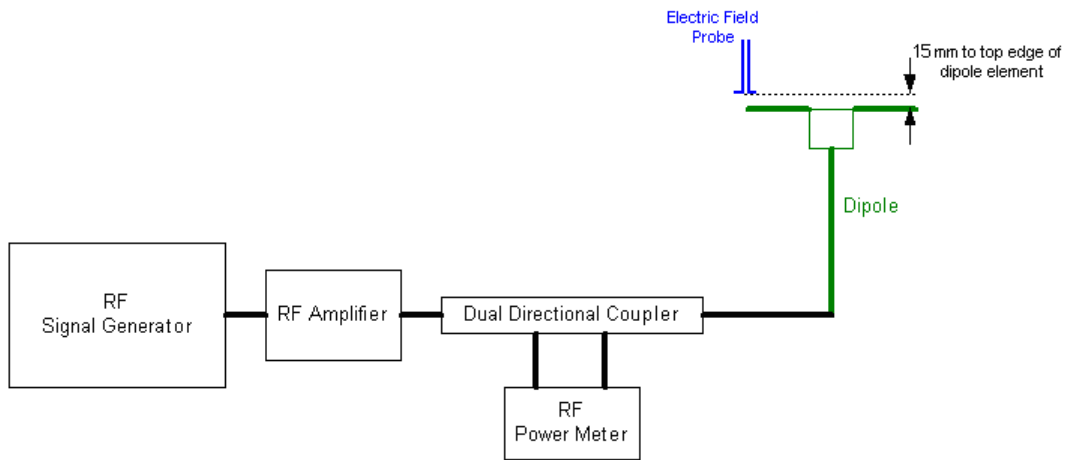 Electric Field
Probe
15 mm to top edge of
dipole element
Dipole
RF
Signal Generator
RF Amplifier
Dual Directional Coupler
RF
Power Meter